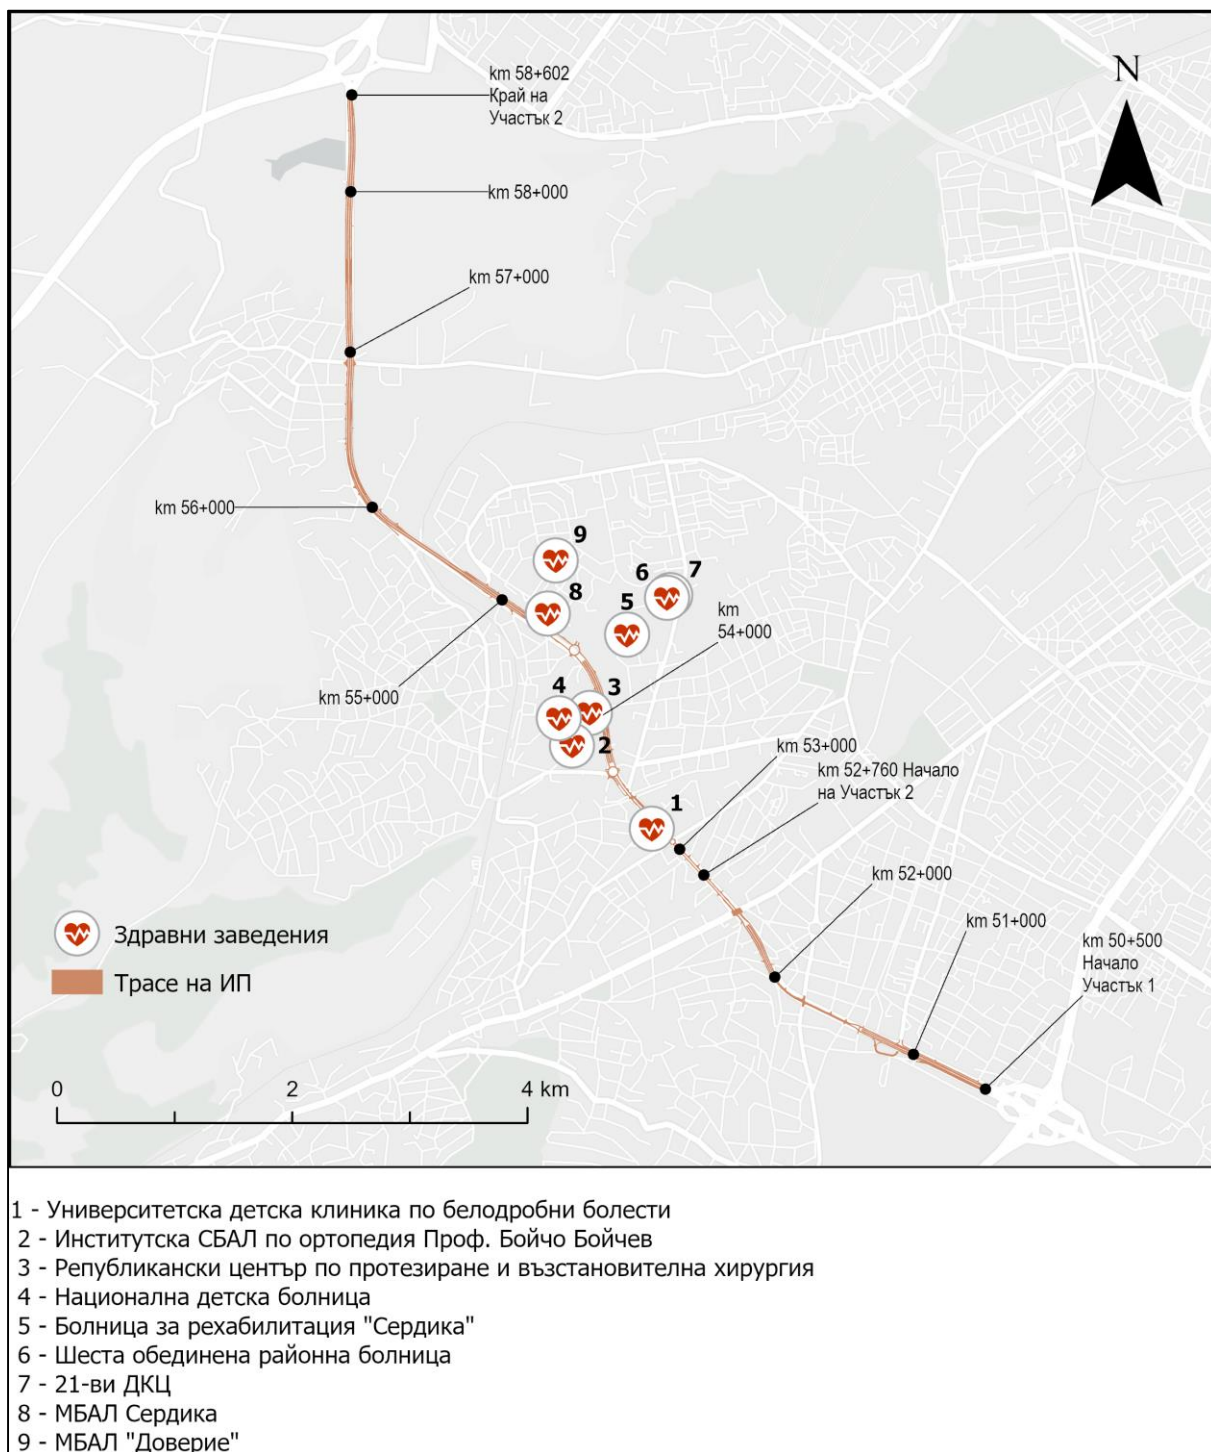 km 58+602
Край на
Участък 2
N
km 58+000
km 57+000
km 56+000
9
6
7
8
5
km
54+000
km 55+000
4
3
2
km 53+000
km 52+760 Начало
на Участък 2
1
km 52+000
km 51+000
km 50+500
Начало
Участък 1
Здравни заведения
Трасе на ИП
0 2 4 km
1 - Университетска детска клиника по белодробни болести
2 - Институтска СБАЛ по ортопедия Проф. Бойчо Бойчев
3 - Републикански център по протезиране и възстановителна хирургия
4 - Национална детска болница
5 - Болница за рехабилитация "Сердика"
6 - Шеста обединена районна болница
7 - 21-ви ДКЦ
8 - МБАЛ Сердика
9 - МБАЛ "Доверие"